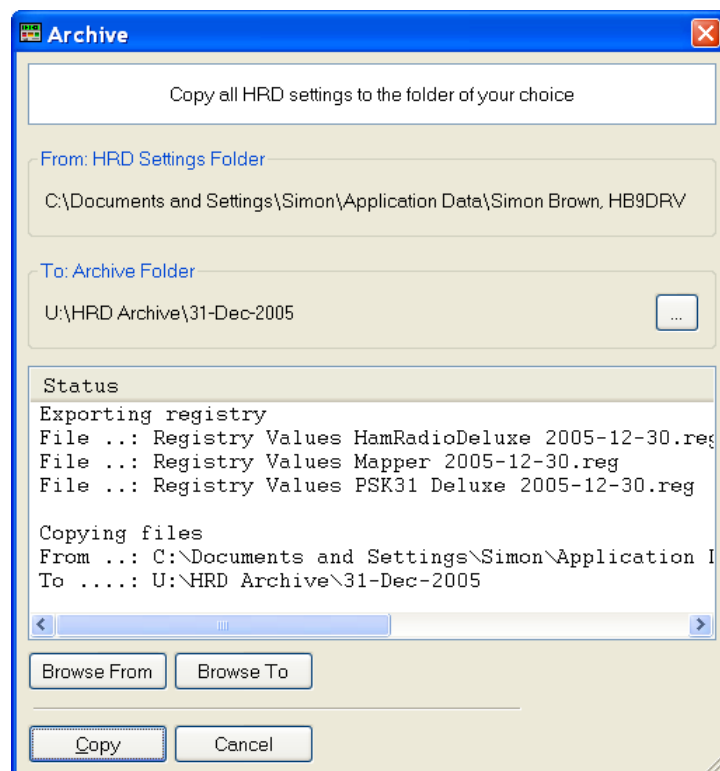 Archive
Copy all HRD settings to the folder of your choice
From: HRD Settings Folder
C:\Documents and Settings\Simon\Application Data\Simon Brown, HB9DRV
To: Archive Folder
U:\HRD Archive\31-Dec-2005
...
Status
Exporting registry
File ..: Registry Values HamRadioDeluxe 2005-12-30.reg
File ..: Registry Values Mapper 2005-12-30.reg
File ..: Registry Values PSK31 Deluxe 2005-12-30.reg
Copying files
From ..: C:\Documents and Settings\Simon\Application
To ....: U:\HRD Archive\31-Dec-2005
Browse From Browse To
Copy Cancel